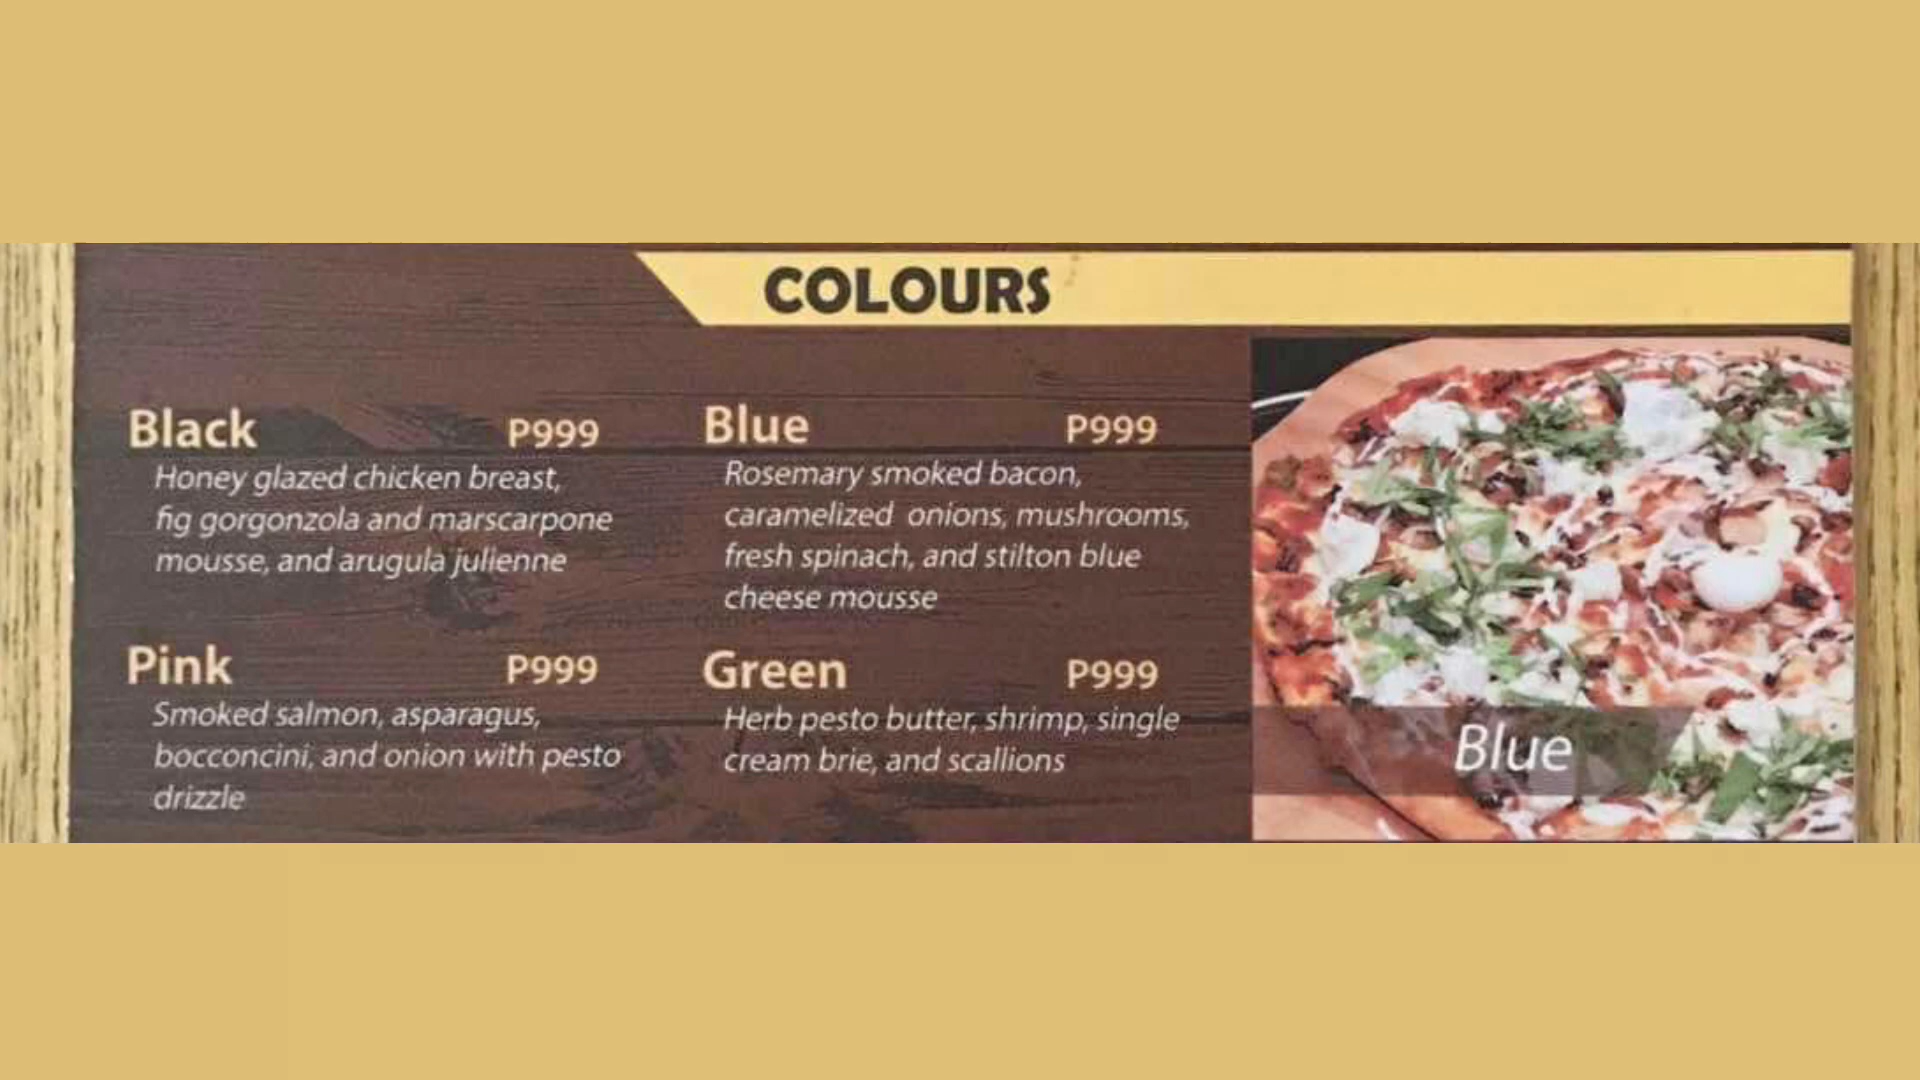 COLOURS
Black P999
Honey glazed chicken breast,
fig gorgonzola and marscarpone
mousse, and arugula julienne
Blue P999
Rosemary smoked bacon,
caramelized onions, mushrooms,
fresh spinach, and stilton blue
cheese mousse
Pink P999
Smoked salmon, asparagus,
bocconcini, and onion with pesto
drizzle
Green P999
Herb pesto butter, shrimp, single
cream brie, and scallions
Blue